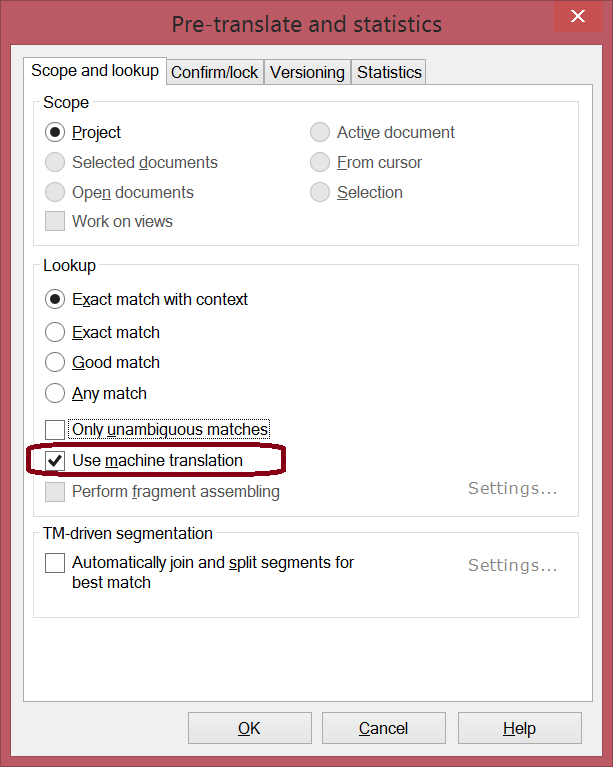 Pre-translate and statistics
Scope and lookup Confirm/lock Versioning Statistics
Scope
Project Active document
Selected documents From cursor
Open documents Selection
Work on views
Lookup
Exact match with context
Exact match
Good match
Any match
Only unambiguous matches
Use machine translation
Perform fragment assembling Settings...
TM-driven segmentation
Automatically join and split segments for Settings...
best match
OK Cancel Help